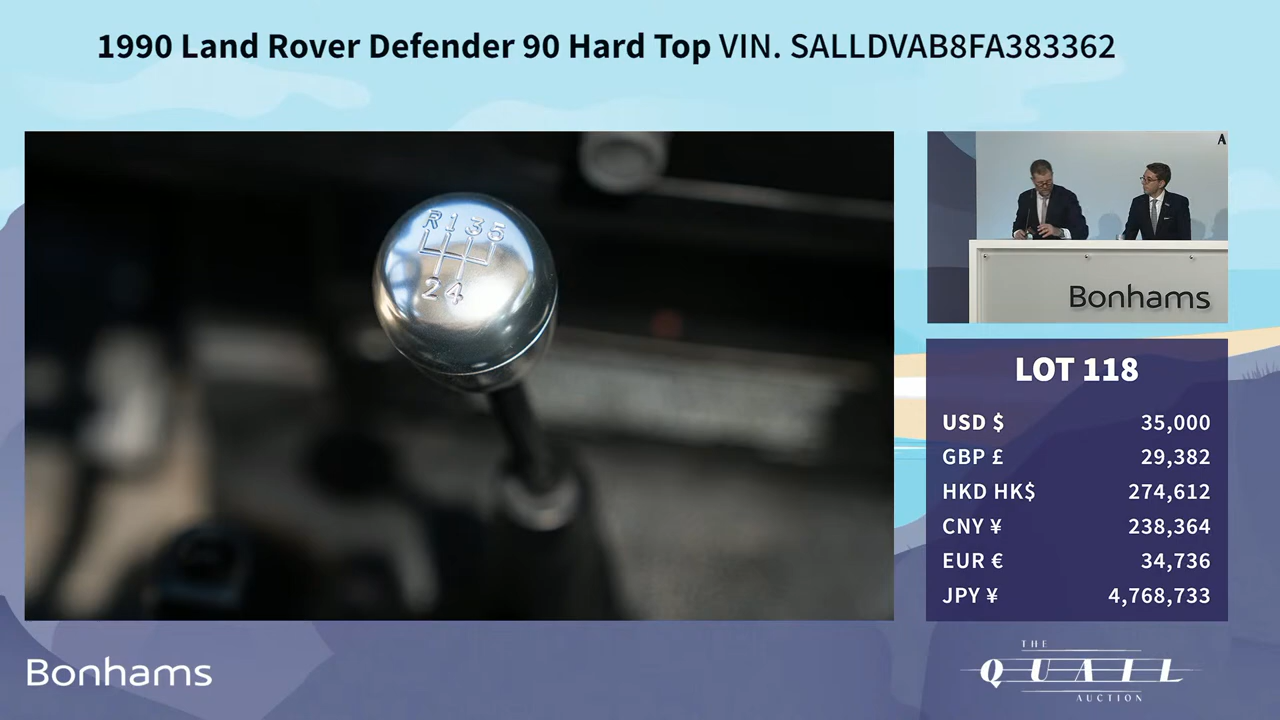 1990 Land Rover Defender 90 Hard Top VIN. SALLDVAB8FA383362
R 1 3 5
2 4
A
Bonhams
LOT 118
USD $ 35,000
GBP £ 29,382
HKD HK$ 274,612
CNY ¥ 238,364
EUR € 34,736
JPY ¥ 4,768,733
Bonhams
THE
QUAIL
AUCTION